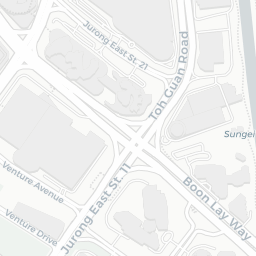 Jurong East St. 21
Toh Guan Road
Sungei
Boon Lay Way
Venture Avenue
Jurong East St. 11
Venture Drive